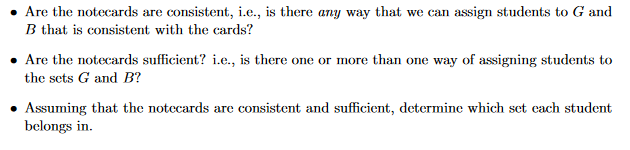 • Are the notecards are consistent, i.e., is there any way that we can assign students to G and
B that is consistent with the cards?
• Are the notecards sufficient? i.e., is there one or more than one way of assigning students to
the sets G and B?
• Assuming that the notecards are consistent and sufficient, determine which set each student
belongs in.